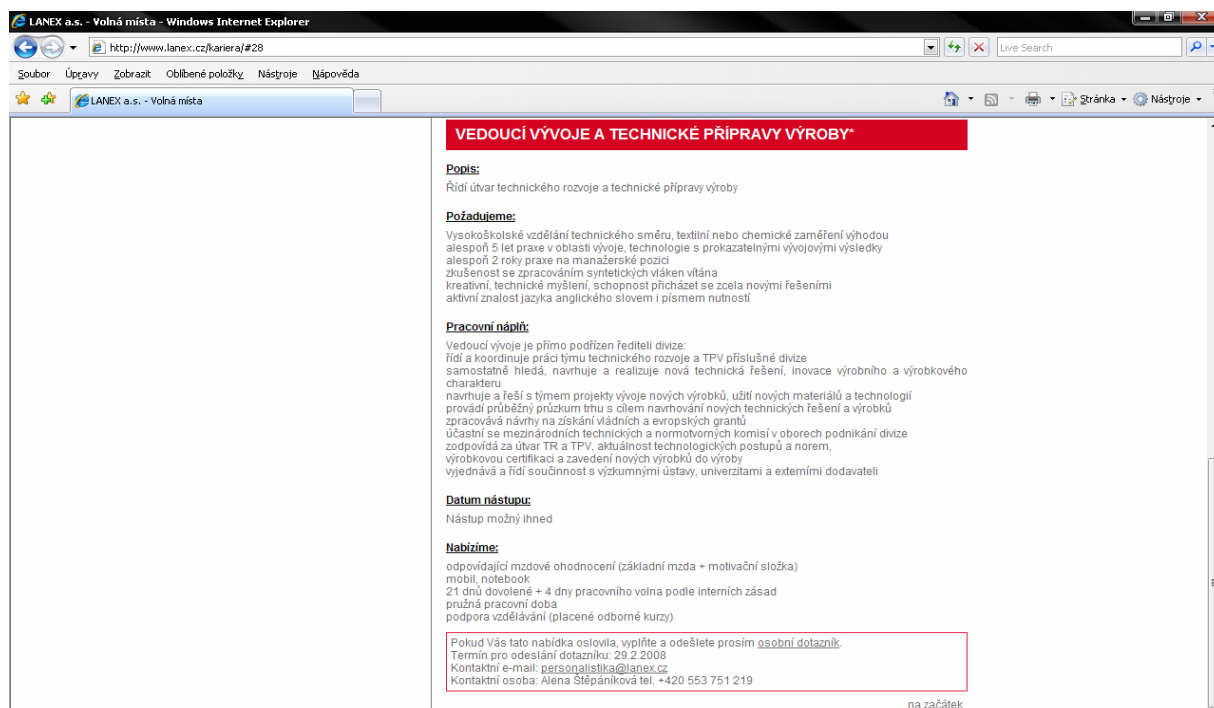 LANEX a.s. - Volná místa - Windows Internet Explorer
http://www.lanex.cz/kariera/#28
Live Search
Soubor Úpravy Zobrazit Oblíbené položky Nástroje Nápověda
LANEX a.s. - Volná místa
Stránka Nástroje
VEDOUCÍ VÝVOJE A TECHNICKÉ PŘÍPRAVY VÝROBY*
Popis:
Řídí útvar technického rozvoje a technické přípravy výroby
Požadujeme:
Vysokoškolské vzdělání technického směru, textilní nebo chemické zaměření výhodou
alespoň 5 let praxe v oblasti vývoje, technologie s prokazatelnými vývojovými výsledky
alespoň 2 roky praxe na manažerské pozici
zkušenost se zpracováním syntetických vláken vítána
kreativní, technické myšlení, schopnost přicházet se zcela novými řešeními
aktivní znalost jazyka anglického slovem i písmem nutností
Pracovní náplň:
Vedoucí vývoje je přímo podřízen řediteli divize:
řídí a koordinuje práci týmu technického rozvoje a TPV příslušné divize
samostatně hledá, navrhuje a realizuje nová technická řešení, inovace výrobního a výrobkového
charakteru
navrhuje a řeší s týmem projekty vývoje nových výrobků, užití nových materiálů a technologií
provádí průběžný průzkum trhu s cílem navrhování nových technických řešení a výrobků
zpracovává návrhy na získání vládních a evropských grantů
účastní se mezinárodních technických a normotvorných komisí v oborech podnikání divize
zodpovídá za útvar TR a TPV, aktuálnost technologických postupů a norem,
výrobkovou certifikaci a zavedení nových výrobků do výroby
vyjednává a řídí součinnost s výzkumnými ústavy, univerzitami a externími dodavateli
Datum nástupu:
Nástup možný ihned
Nabízíme:
odpovídající mzdové ohodnocení (základní mzda + motivační složka)
mobil, notebook
21 dnů dovolené + 4 dny pracovního volna podle interních zásad
pružná pracovní doba
podpora vzdělávání (placené odborné kurzy)
Pokud Vás tato nabídka oslovila, vyplňte a odešlete prosím osobní dotazník.
Termín pro odeslání dotazníku: 29.2.2008
Kontaktní e-mail: personalistika@lanex.cz
Kontaktní osoba: Alena Štěpáníková tel. +420 553 751 219
na začátek